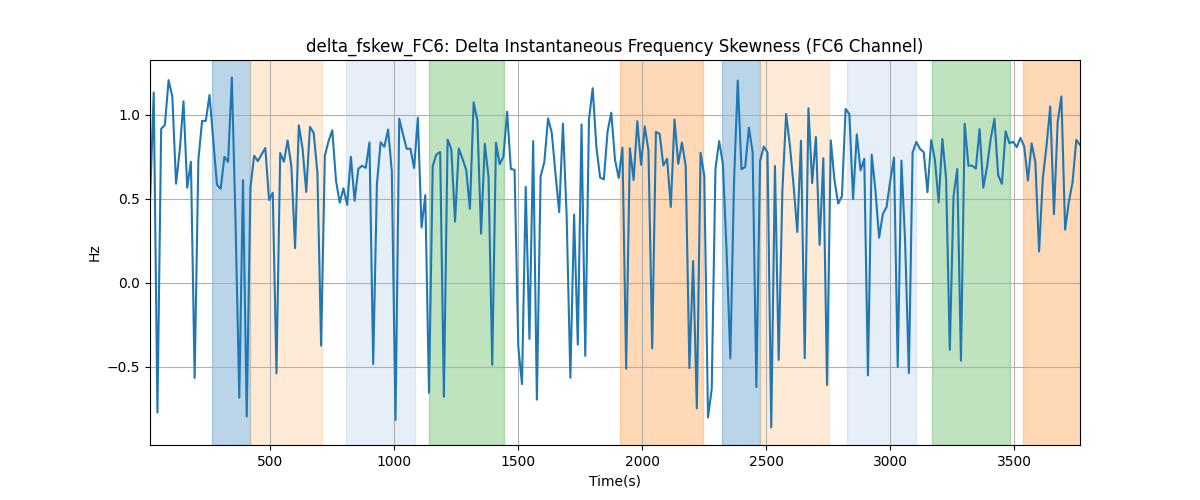 delta_fskew_FC6: Delta Instantaneous Frequency Skewness (FC6 Channel)
1.0
0.5
0.0
−0.5
Hz
500 1000 1500 2000 2500 3000 3500
Time(s)